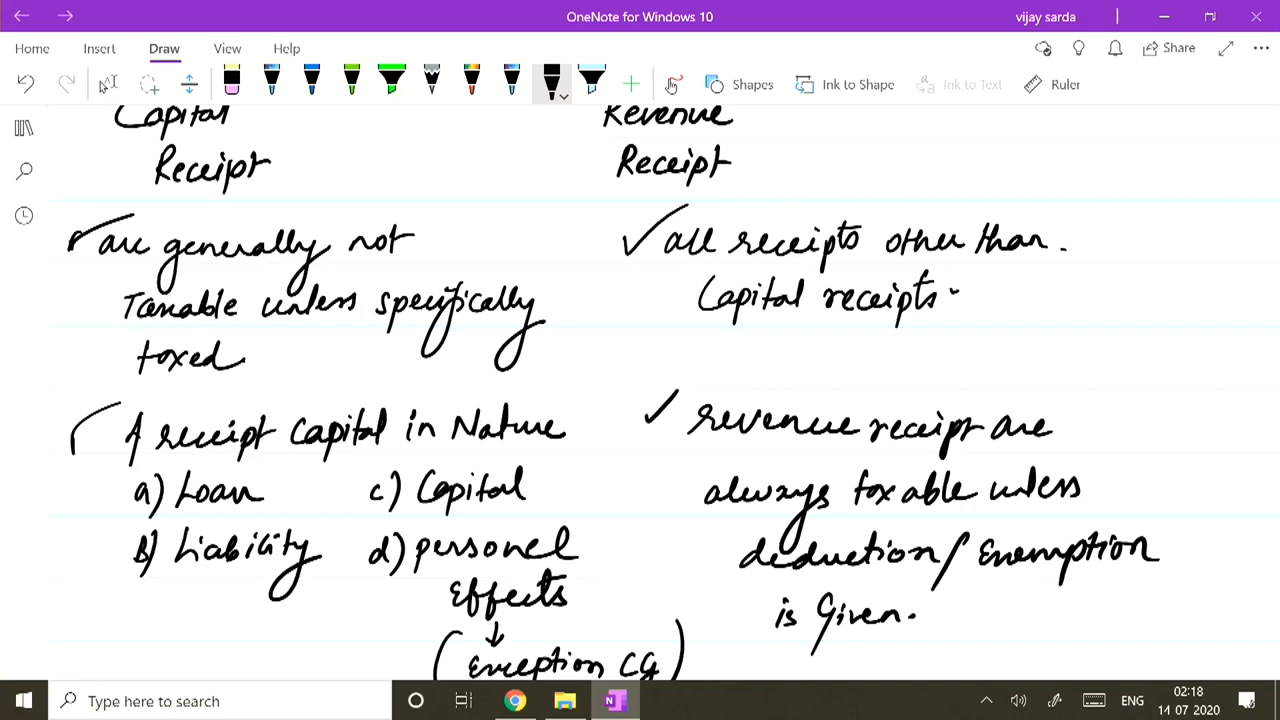 OneNote for Windows 10
vijay sarda
Home Insert Draw View Help
Share
Shapes
Ink to Shape
Ink to Text
Ruler
Capital
Receipt
are generally not
Taxable unless specifically
taxed
A receipt capital in Nature
a) Loan c) Capital
B) Liability d) personel
Effects
(Exception CG)
Revenue
Receipt
all receipts other than.
Capital receipts.
revenue receipt are
always taxable unless
deduction/Exemption
is Given.
Type here to search
N
ENG
02:18
14-07-2020